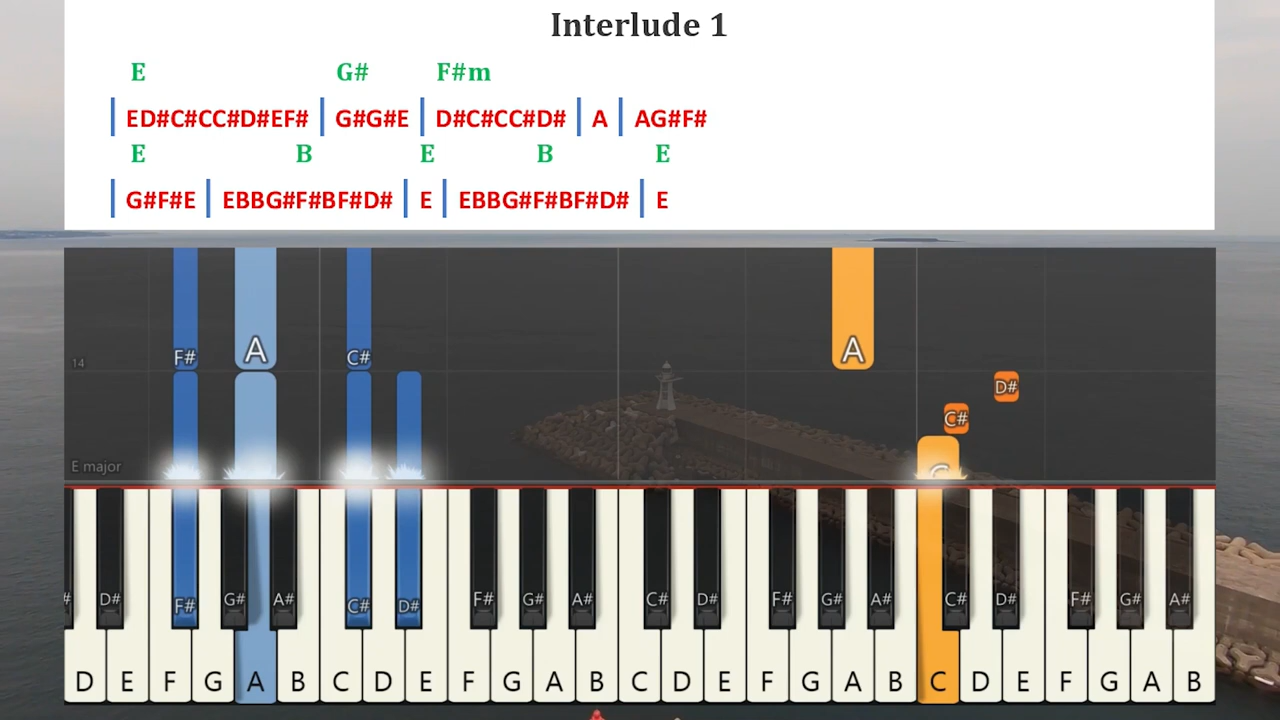 Interlude 1
E G# F#m
| ED#C#CC#D#EF# | G#G#E | D#C#CC#D# | A | AG#F#
E B E B E
| G#F#E | EBBG#F#BF#D# | E | EBBG#F#BF#D# | E
F# A C# A
14
D#
C#
E major
C
# D# F# G# A# C# D# F# G# A# C# D# F# G# A# C# D# F# G# A#
D E F G A B C D E F G A B C D E F G A B C D E F G A B